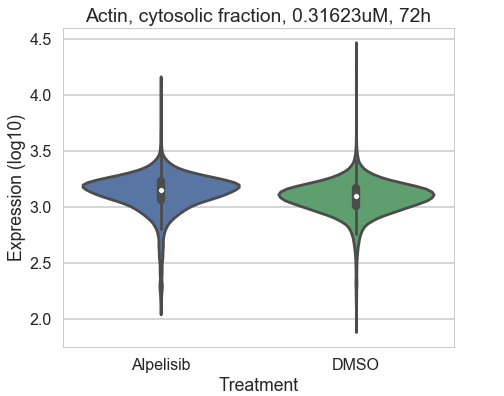 Actin, cytosolic fraction, 0.31623uM, 72h
Expression (log10)
4.5
4.0
3.5
3.0
2.5
2.0
Alpelisib
DMSO
Treatment